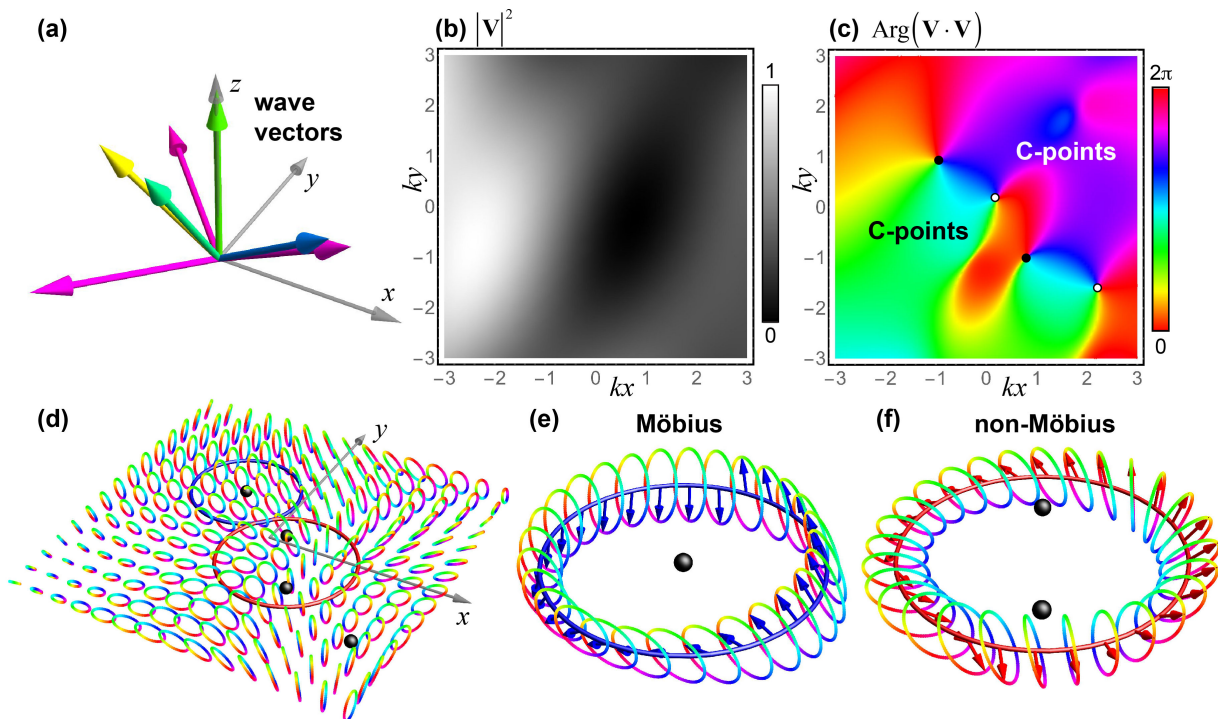 (a)
z
wave
vectors
y
x
(b) |V|²
3
2
1
0
−1
−2
−3
−3 −2 −1 0 1 2 3
ky
kx
1
0
(c) Arg(V · V)
3
2
1
0
−1
−2
−3
−3 −2 −1 0 1 2 3
ky
kx
C-points
C-points
2π
0
(d)
y
x
(e) Möbius
(f) non-Möbius